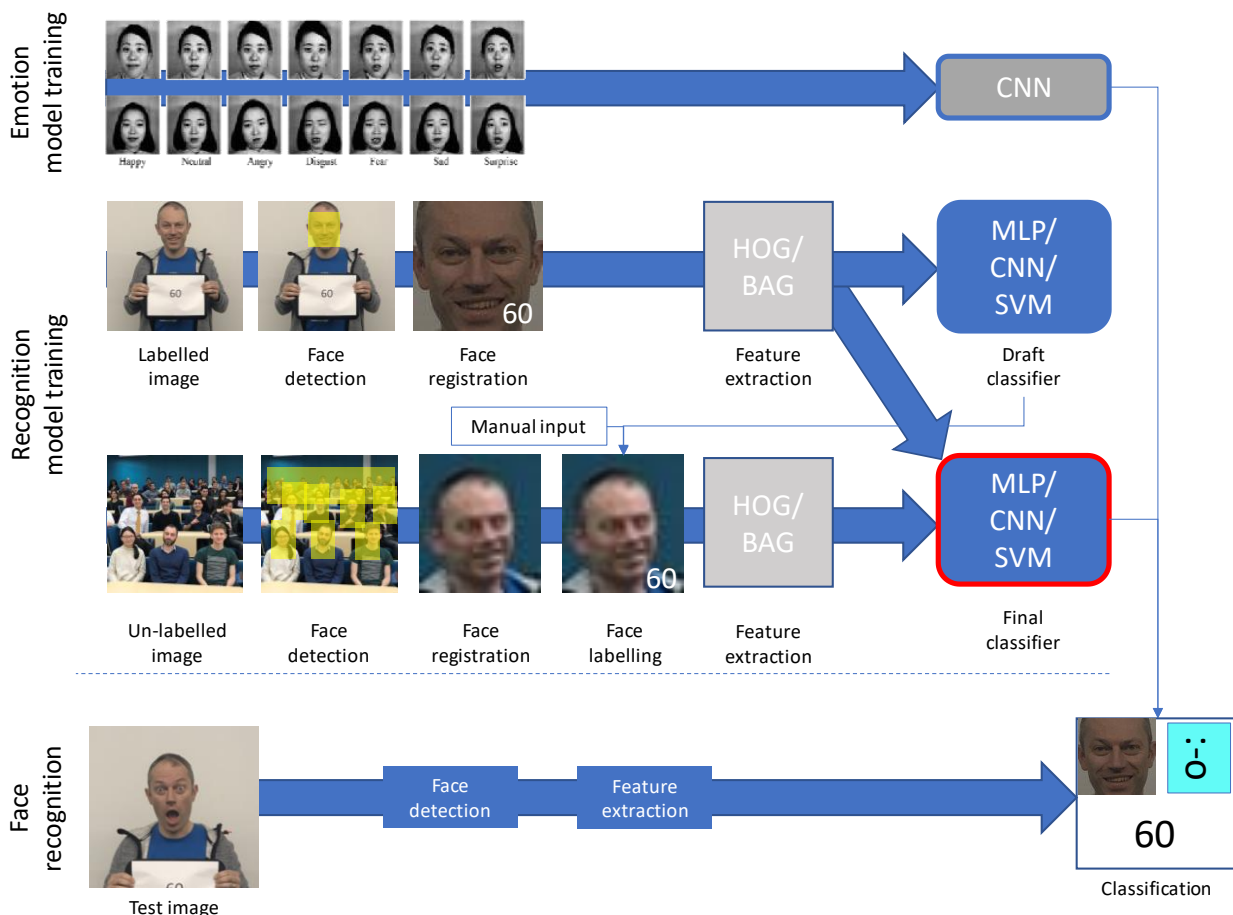 Emotion
model training
CNN
Happy Neutral Angry Disgust Fear Sad Surprise
Recognition
model training
60
60
60
HOG/
BAG
MLP/
CNN/
SVM
Labelled
image
Face
detection
Face
registration
Feature
extraction
Draft
classifier
Manual input
60
HOG/
BAG
MLP/
CNN/
SVM
Un-labelled
image
Face
detection
Face
registration
Face
labelling
Feature
extraction
Final
classifier
Face
recognition
60
Test image
Face
detection
Feature
extraction
:-O
60
Classification